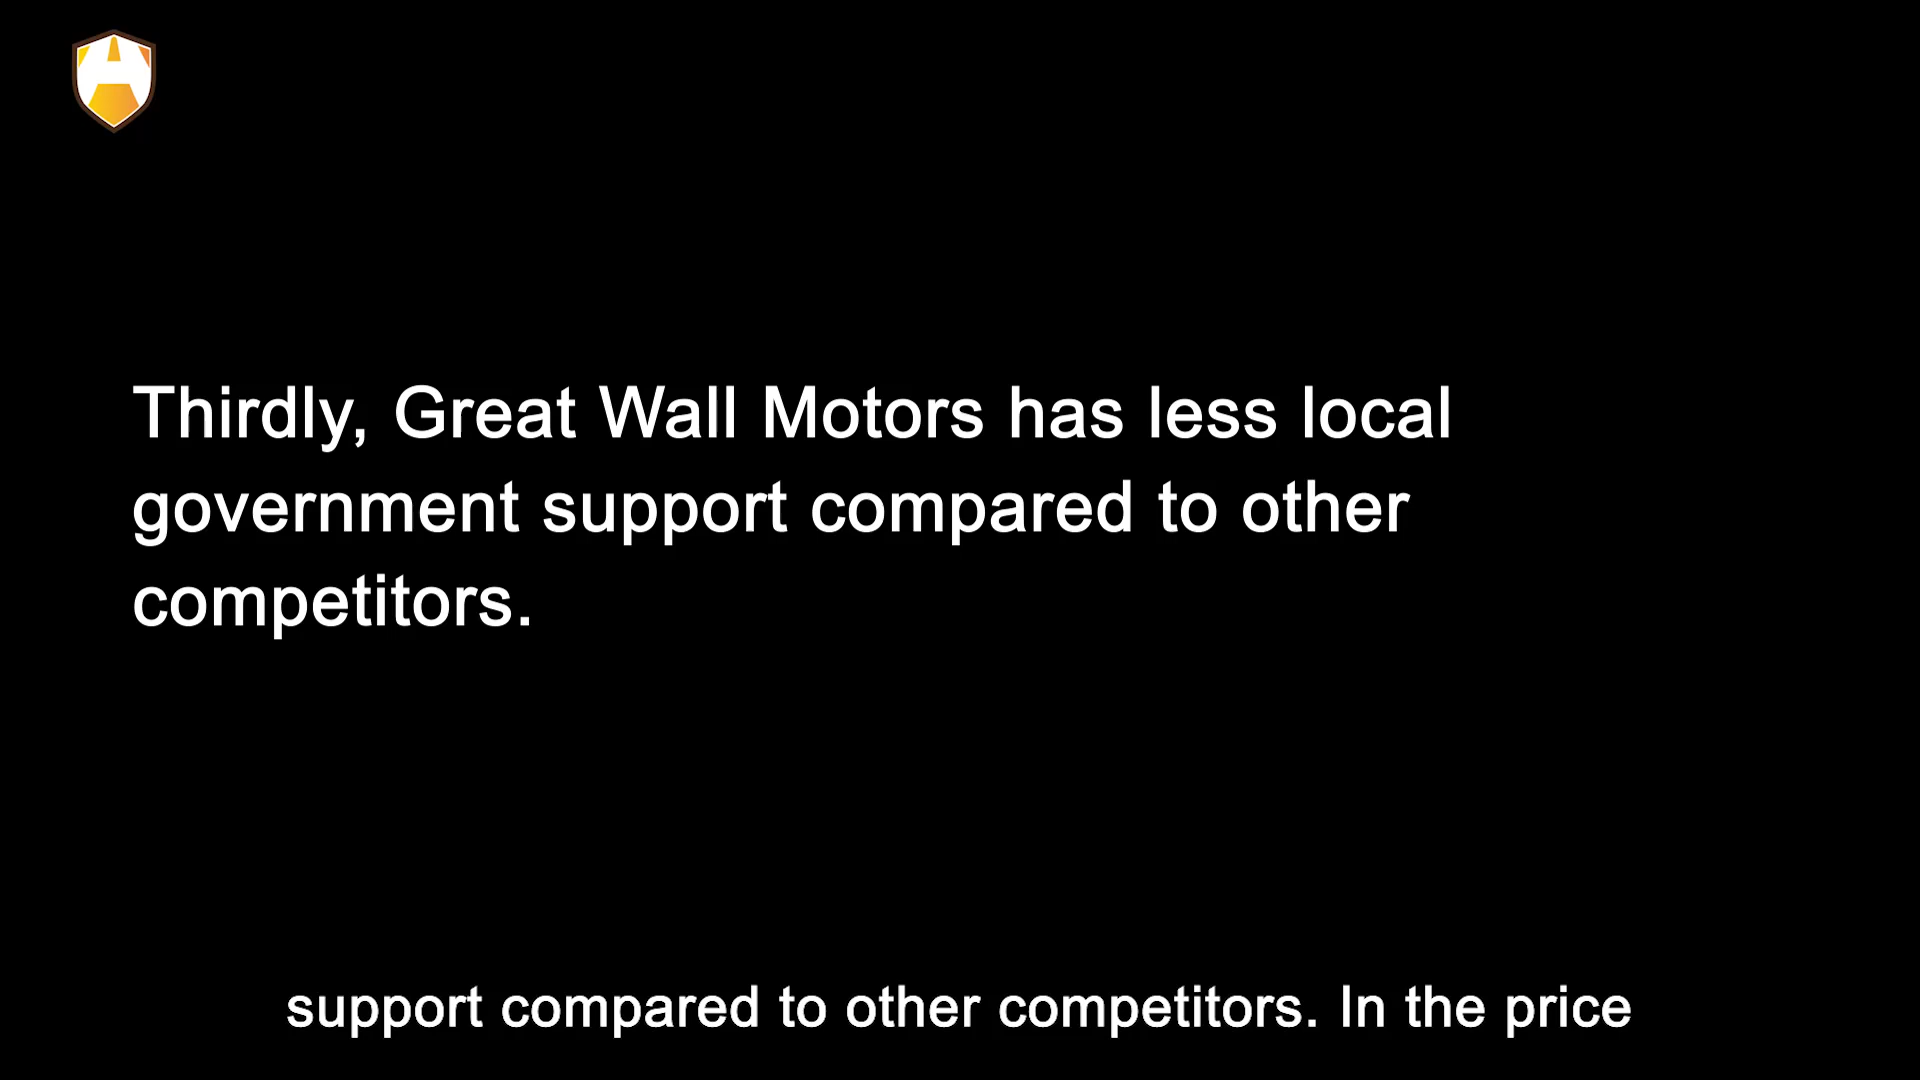 Thirdly, Great Wall Motors has less local
government support compared to other
competitors.
support compared to other competitors. In the price